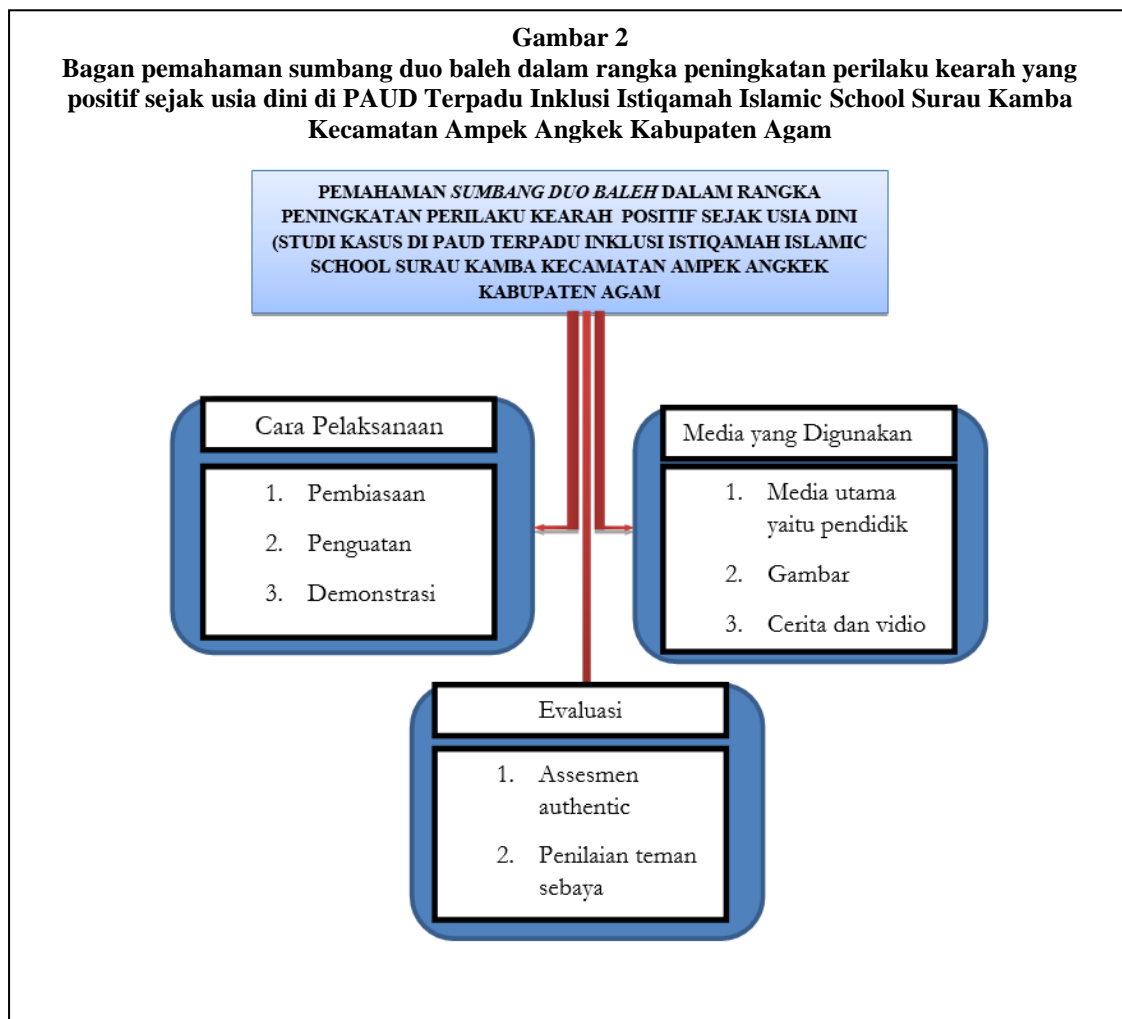 Gambar 2
Bagan pemahaman sumbang duo baleh dalam rangka peningkatan perilaku kearah yang
positif sejak usia dini di PAUD Terpadu Inklusi Istiqamah Islamic School Surau Kamba
Kecamatan Ampek Angkek Kabupaten Agam
PEMAHAMAN SUMBANG DUO BALEH DALAM RANGKA
PENINGKATAN PERILAKU KEARAH POSITIF SEJAK USIA DINI
(STUDI KASUS DI PAUD TERPADU INKLUSI ISTIQAMAH ISLAMIC
SCHOOL SURAU KAMBA KECAMATAN AMPEK ANGKEK
KABUPATEN AGAM
Cara Pelaksanaan
1. Pembiasaan
2. Penguatan
3. Demonstrasi
Media yang Digunakan
1. Media utama
yaitu pendidik
2. Gambar
3. Cerita dan vidio
Evaluasi
1. Assesmen
authentic
2. Penilaian teman
sebaya